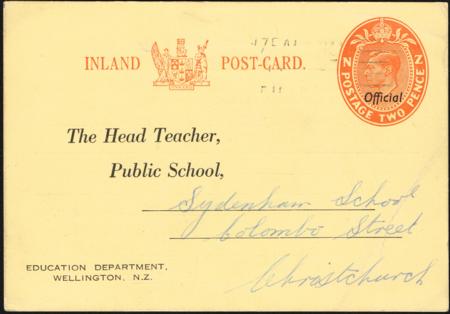 INLAND POST-CARD.
N Z POSTAGE TWO PENCE
Official
The Head Teacher,
Public School,
Sydenham School
Colombo Street
Christchurch
EDUCATION DEPARTMENT,
WELLINGTON, N.Z.